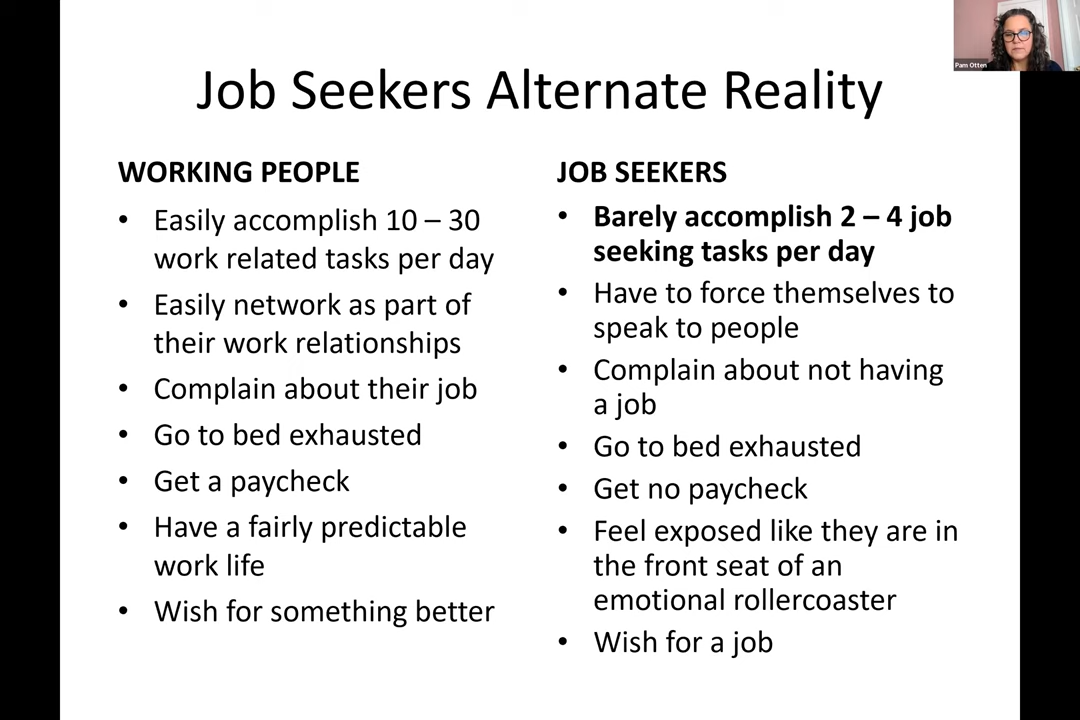 Job Seekers Alternate Reality
WORKING PEOPLE
• Easily accomplish 10 – 30
work related tasks per day
• Easily network as part of
their work relationships
• Complain about their job
• Go to bed exhausted
• Get a paycheck
• Have a fairly predictable
work life
• Wish for something better
JOB SEEKERS
• Barely accomplish 2 – 4 job
seeking tasks per day
• Have to force themselves to
speak to people
• Complain about not having
a job
• Go to bed exhausted
• Get no paycheck
• Feel exposed like they are in
the front seat of an
emotional rollercoaster
• Wish for a job
Pam Otten